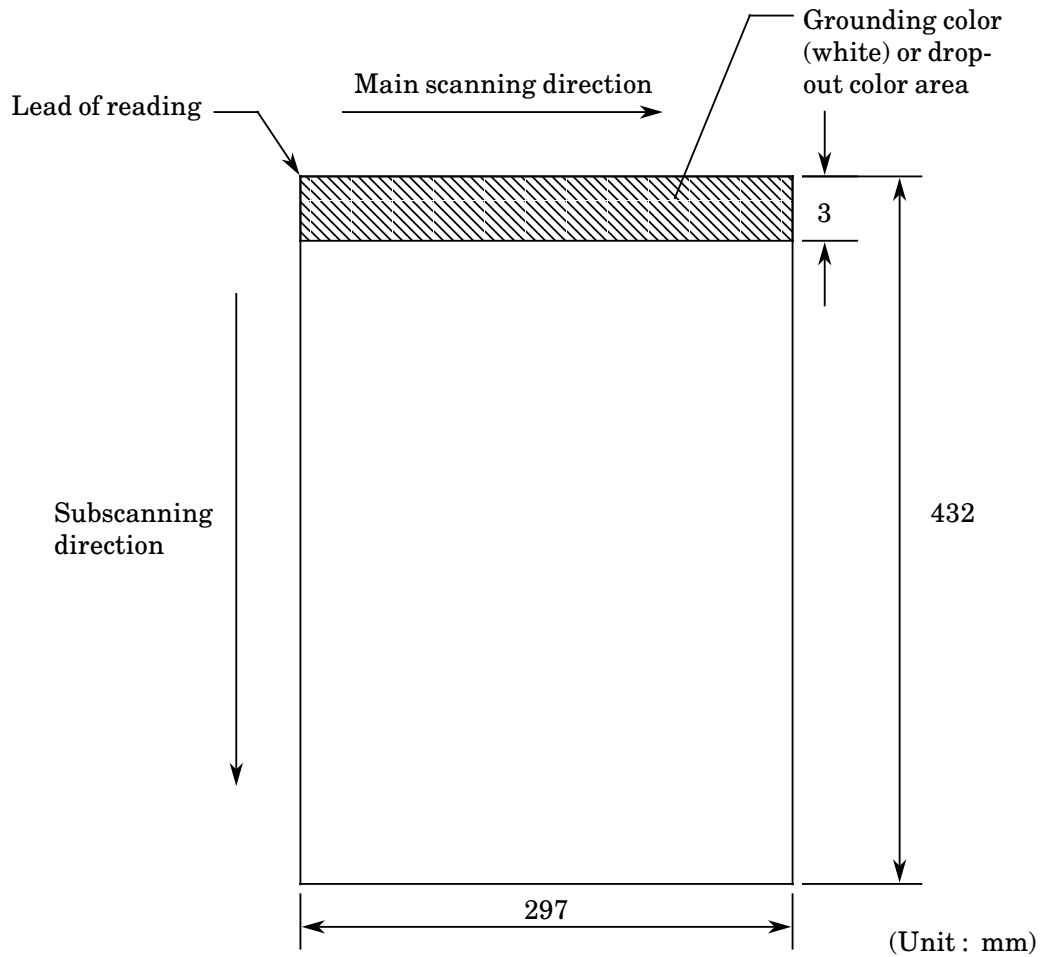 Grounding color
(white) or drop-
out color area
Main scanning direction
Lead of reading
3
Subscanning
direction
432
297
(Unit : mm)